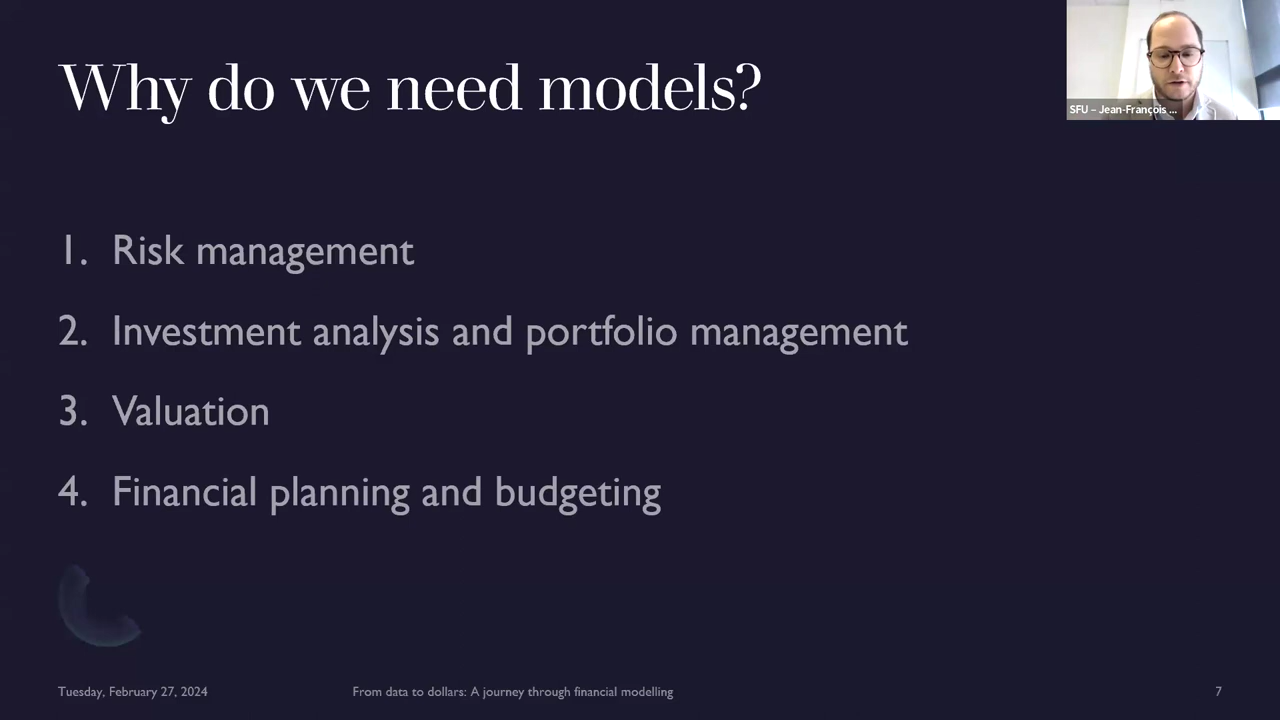 Why do we need models?
SFU – Jean-François ...
1. Risk management
2. Investment analysis and portfolio management
3. Valuation
4. Financial planning and budgeting
Tuesday, February 27, 2024
From data to dollars: A journey through financial modelling
7